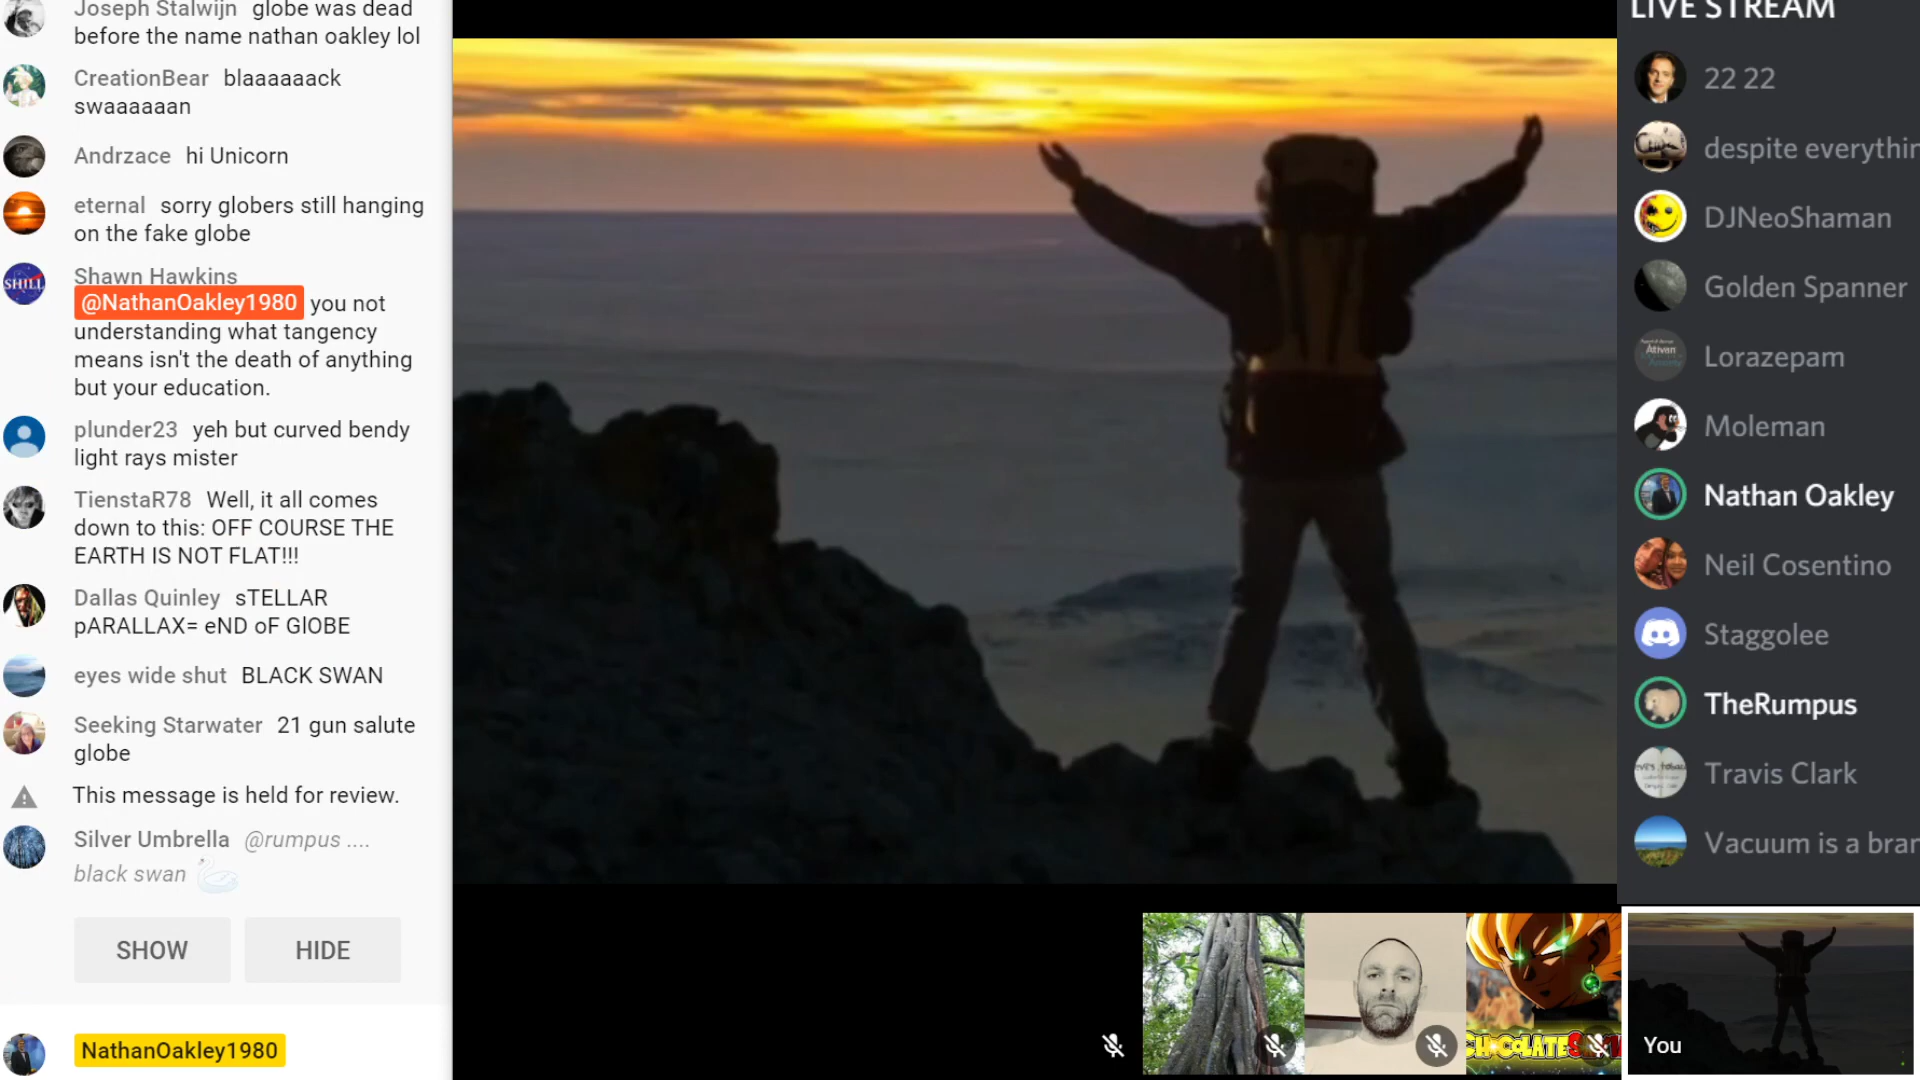 Joseph Stalwijn globe was dead
before the name nathan oakley lol
CreationBear blaaaaaack
swaaaaaan
Andrzace hi Unicorn
eternal sorry globers still hanging
on the fake globe
SHILL
Shawn Hawkins
@NathanOakley1980 you not
understanding what tangency
means isn't the death of anything
but your education.
plunder23 yeh but curved bendy
light rays mister
TienstaR78 Well, it all comes
down to this: OFF COURSE THE
EARTH IS NOT FLAT!!!
Dallas Quinley sTELLAR
pARALLAX= eND oF GlOBE
eyes wide shut BLACK SWAN
Seeking Starwater 21 gun salute
globe
This message is held for review.
Silver Umbrella @rumpus ....
black swan
SHOW HIDE
NathanOakley1980
LIVE STREAM
22 22
despite everythin
DJNeoShaman
Golden Spanner
Ativan
Lorazepam
Moleman
Nathan Oakley
Neil Cosentino
Staggolee
TheRumpus
Travis Clark
Vacuum is a bran
You